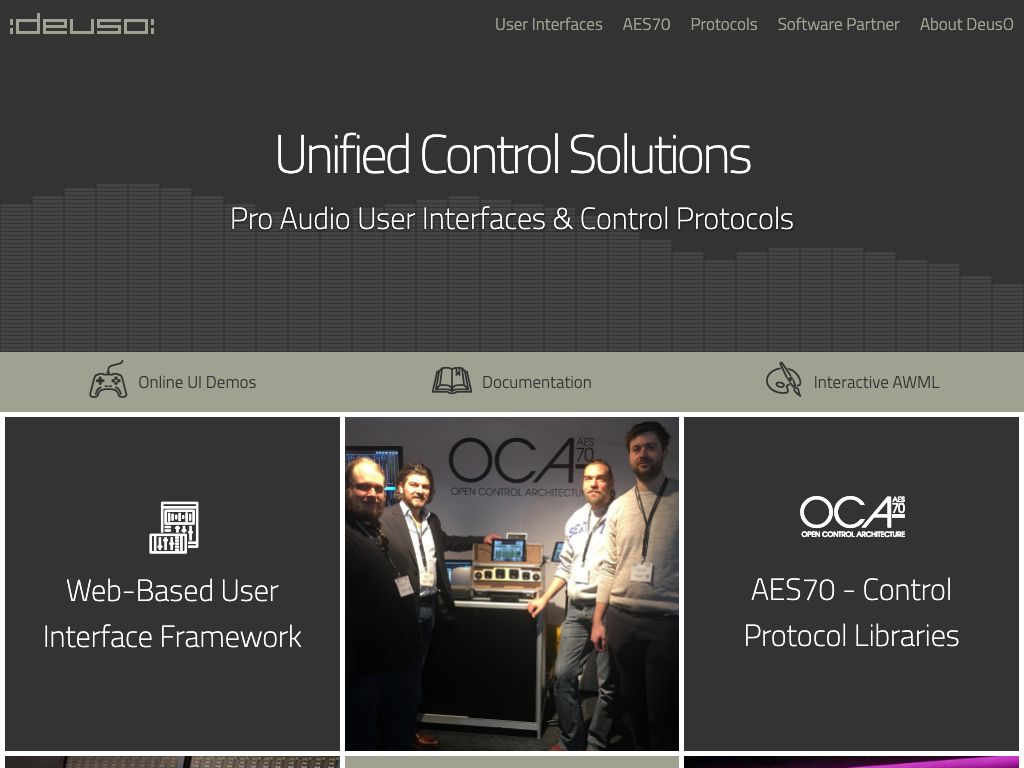 :deuso:
User Interfaces AES70 Protocols Software Partner About DeusO
Unified Control Solutions
Pro Audio User Interfaces & Control Protocols
Online UI Demos
Documentation
Interactive AWML
Web-Based User
Interface Framework
OCA AES 70
OPEN CONTROL ARCHITECTU
OCA AES 70
OPEN CONTROL ARCHITECTURE
AES70 - Control
Protocol Libraries